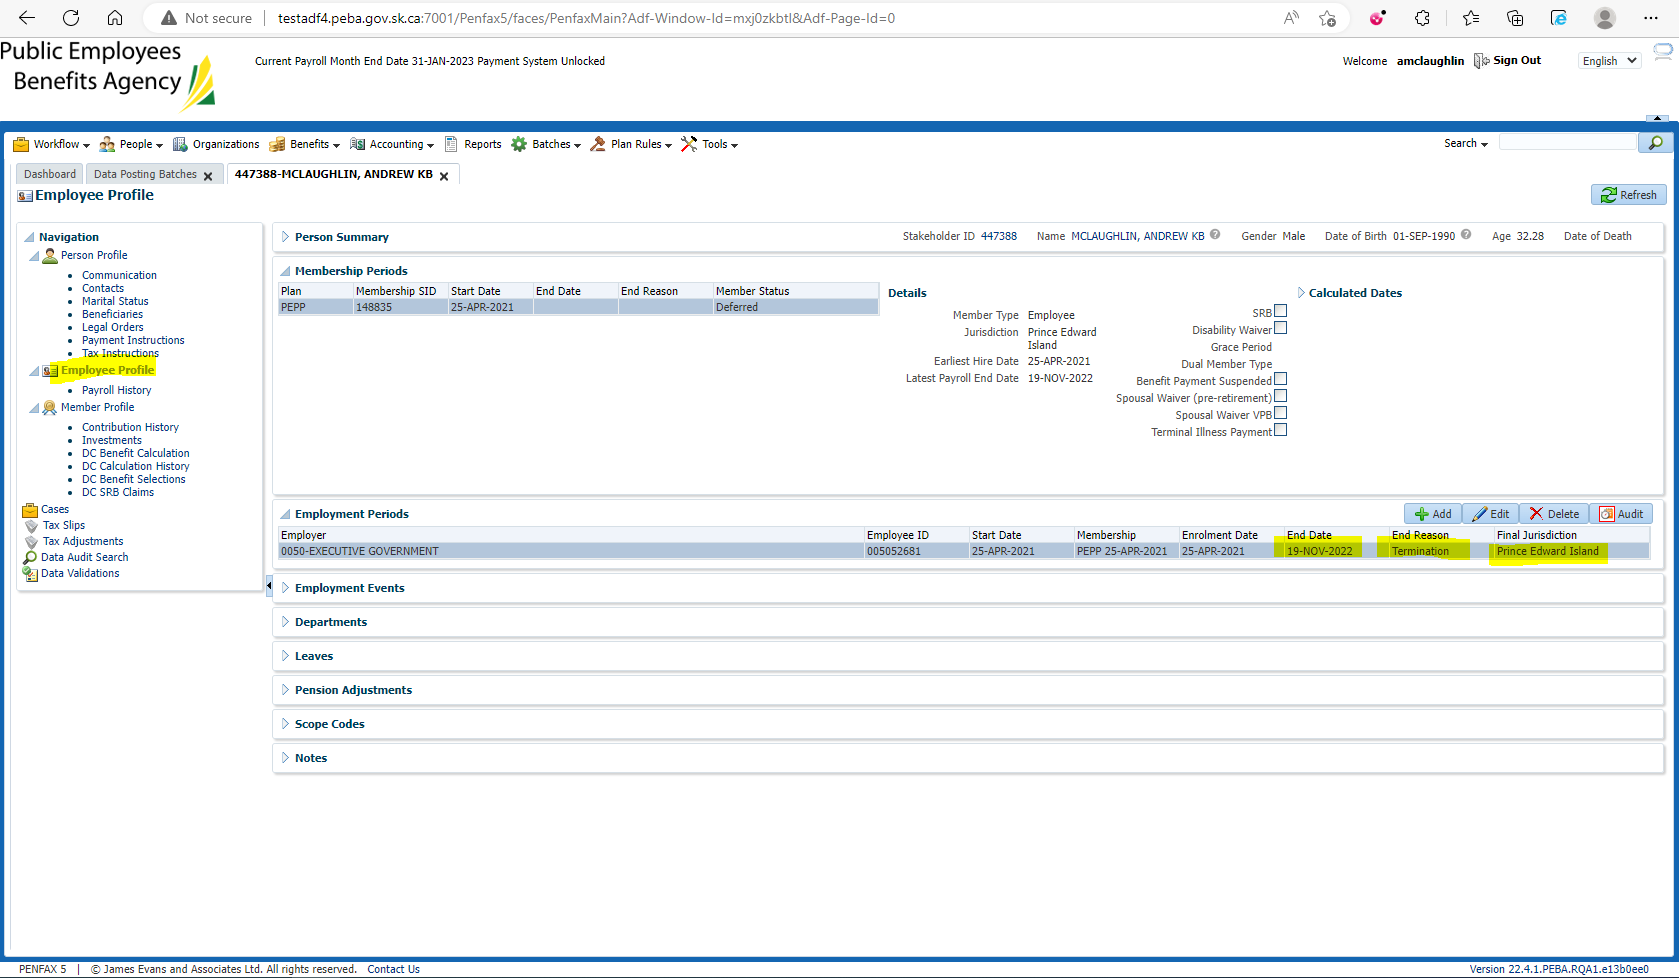 Not secure | testadf4.peba.gov.sk.ca:7001/Penfax5/faces/PenfaxMain?Adf-Window-Id=mxj0zkbtl&Adf-Page-Id=0
Public Employees
Benefits Agency
Current Payroll Month End Date 31-JAN-2023 Payment System Unlocked
Welcome amclaughlin Sign Out English
Workflow People Organizations Benefits Accounting Reports Batches Plan Rules Tools Search
Dashboard Data Posting Batches 447388-MCLAUGHLIN, ANDREW KB
Employee Profile
Refresh
Navigation
Person Profile
Communication
Contacts
Marital Status
Beneficiaries
Legal Orders
Payment Instructions
Tax Instructions
Employee Profile
Payroll History
Member Profile
Contribution History
Investments
DC Benefit Calculation
DC Calculation History
DC Benefit Selections
DC SRB Claims
Cases
Tax Slips
Tax Adjustments
Data Audit Search
Data Validations
Person Summary Stakeholder ID 447388 Name MCLAUGHLIN, ANDREW KB Gender Male Date of Birth 01-SEP-1990 Age 32.28 Date of Death
Membership Periods
Plan Membership SID Start Date End Date End Reason Member Status
PEPP 148835 25-APR-2021 Deferred
Details
Member Type Employee
Jurisdiction Prince Edward
Island
Earliest Hire Date 25-APR-2021
Latest Payroll End Date 19-NOV-2022
SRB
Disability Waiver
Grace Period
Dual Member Type
Benefit Payment Suspended
Spousal Waiver (pre-retirement)
Spousal Waiver VPB
Terminal Illness Payment
Calculated Dates
Employment Periods
Add Edit Delete Audit
Employer Employee ID Start Date Membership Enrolment Date End Date End Reason Final Jurisdiction
0050-EXECUTIVE GOVERNMENT 005052681 25-APR-2021 PEPP 25-APR-2021 25-APR-2021 19-NOV-2022 Termination Prince Edward Island
Employment Events
Departments
Leaves
Pension Adjustments
Scope Codes
Notes
PENFAX 5 | © James Evans and Associates Ltd. All rights reserved. Contact Us
Version 22.4.1.PEBA.RQA1.e13b0ee0